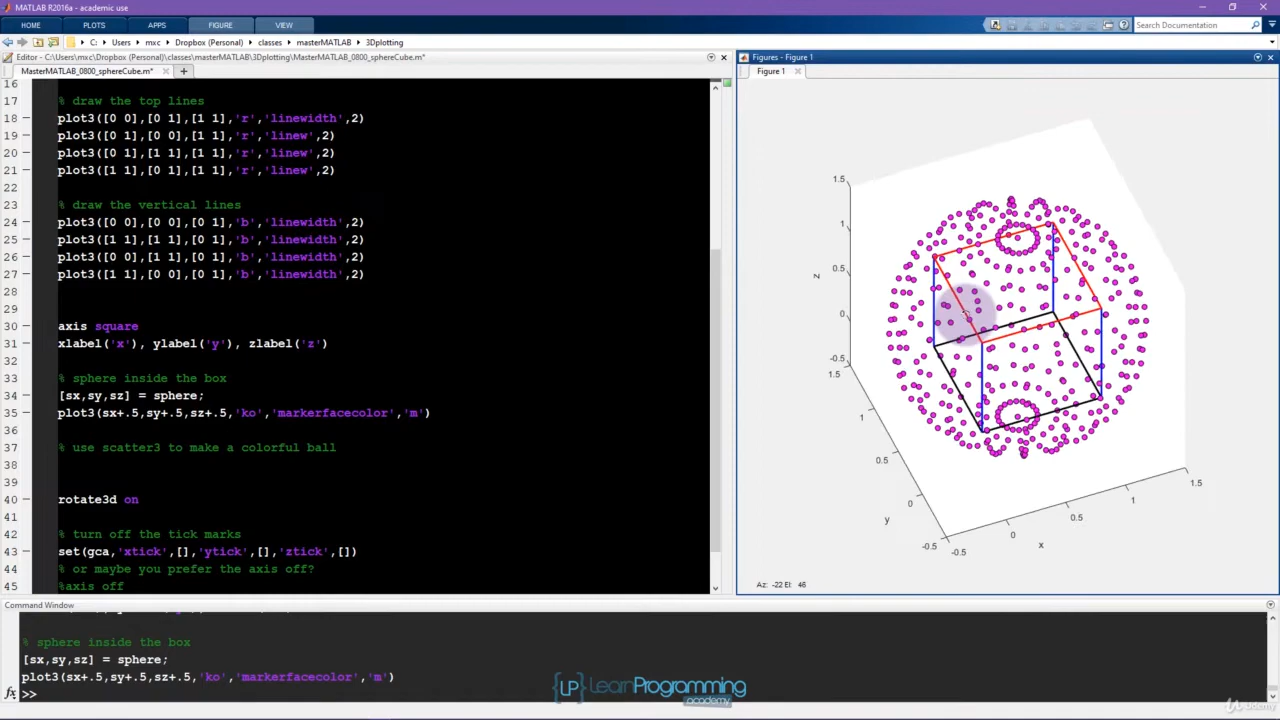 MATLAB R2016a - academic use
HOME PLOTS APPS FIGURE VIEW
Search Documentation
C: Users mxc Dropbox (Personal) classes masterMATLAB 3Dplotting
Editor - C:\Users\mxc\Dropbox (Personal)\classes\masterMATLAB\3Dplotting\MasterMATLAB_0800_sphereCube.m*
MasterMATLAB_0800_sphereCube.m*
16
17 % draw the top lines
18 plot3([0 0],[0 1],[1 1],'r','linewidth',2)
19 plot3([0 1],[0 0],[1 1],'r','linew',2)
20 plot3([0 1],[1 1],[1 1],'r','linew',2)
21 plot3([1 1],[0 1],[1 1],'r','linew',2)
22
23 % draw the vertical lines
24 plot3([0 0],[0 0],[0 1],'b','linewidth',2)
25 plot3([1 1],[1 1],[0 1],'b','linewidth',2)
26 plot3([0 0],[1 1],[0 1],'b','linewidth',2)
27 plot3([1 1],[0 0],[0 1],'b','linewidth',2)
28
29
30 axis square
31 xlabel('x'), ylabel('y'), zlabel('z')
32
33 % sphere inside the box
34 [sx,sy,sz] = sphere;
35 plot3(sx+.5,sy+.5,sz+.5,'ko','markerfacecolor','m')
36
37 % use scatter3 to make a colorful ball
38
39
40 rotate3d on
41
42 % turn off the tick marks
43 set(gca,'xtick',[],'ytick',[],'ztick',[])
44 % or maybe you prefer the axis off?
45 %axis off
Figures - Figure 1
Figure 1
1.5
1
0.5
0
-0.5
z
1.5
1
0.5
0
-0.5
y
-0.5
0
0.5
1
1.5
x
Az: -22 El: 46
Command Window
% sphere inside the box
[sx,sy,sz] = sphere;
plot3(sx+.5,sy+.5,sz+.5,'ko','markerfacecolor','m')
fx >>
LP LearnProgramming
academy
Udemy